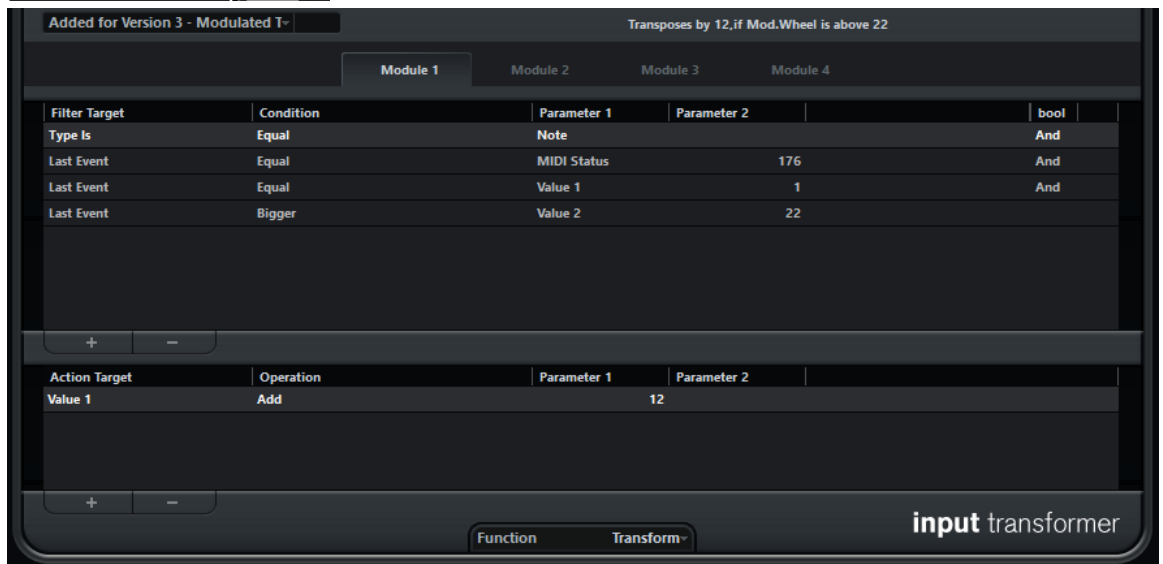 Added for Version 3 - Modulated T
Transposes by 12,if Mod.Wheel is above 22
Module 1 Module 2 Module 3 Module 4
Filter Target Condition Parameter 1 Parameter 2 bool
Type Is Equal Note And
Last Event Equal MIDI Status 176 And
Last Event Equal Value 1 1 And
Last Event Bigger Value 2 22
+ −
Action Target Operation Parameter 1 Parameter 2
Value 1 Add 12
+ −
input transformer
Function Transform